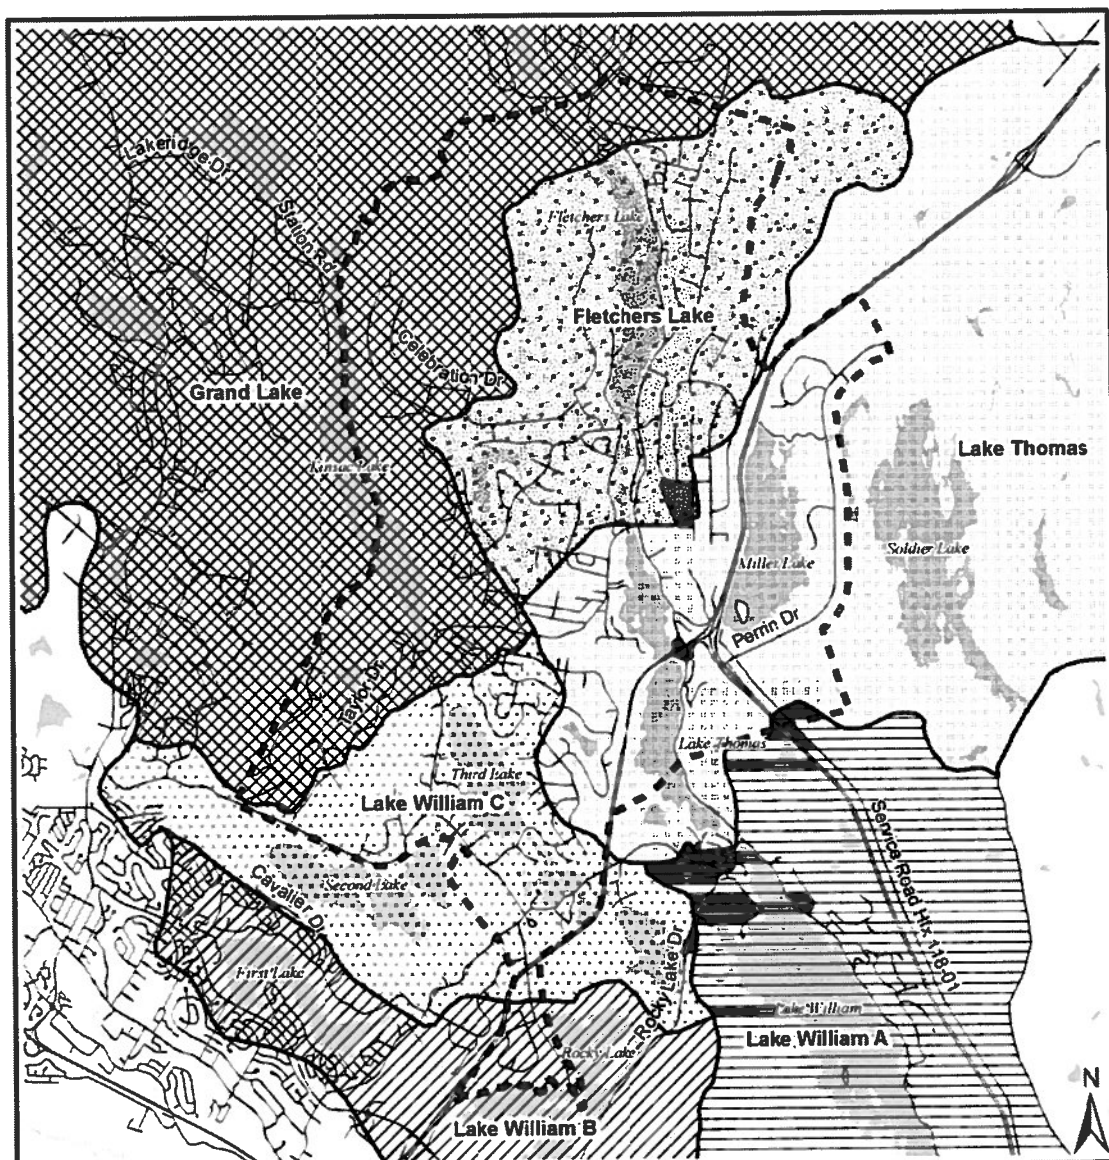 Lakeridge Dr
Station Rd
Fletchers Lake
Fletchers Lake
Celebration Dr
Grand Lake
Kinsac Lake
Lake Thomas
Miller Lake
Soldier Lake
Perrin Dr
Taylor Dr
Lake Thomas
Third Lake
Lake William C
Service Road Hix 118-01
Second Lake
Cavalier Dr
First Lake
Rocky Lake Dr
Lake William
Lake William A
Rocky Lake
N
Lake William B